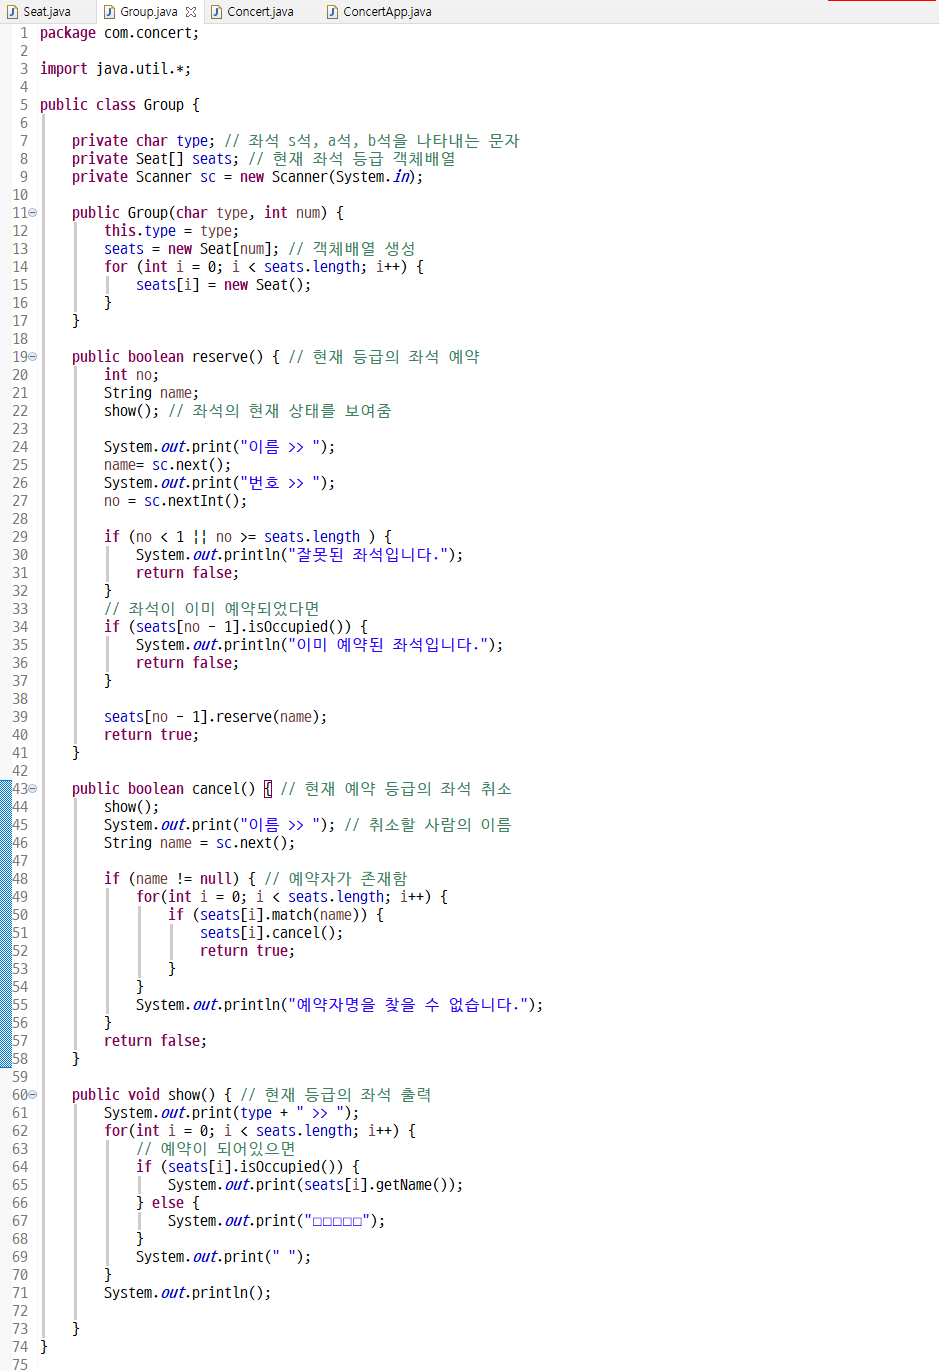 Seat.java Group.java Concert.java ConcertApp.java
1 package com.concert;
2
3 import java.util.*;
4
5 public class Group {
6
7 private char type; // 좌석 s석, a석, b석을 나타내는 문자
8 private Seat[] seats; // 현재 좌석 등급 객체배열
9 private Scanner sc = new Scanner(System.in);
10
11 public Group(char type, int num) {
12 this.type = type;
13 seats = new Seat[num]; // 객체배열 생성
14 for (int i = 0; i < seats.length; i++) {
15 seats[i] = new Seat();
16 }
17 }
18
19 public boolean reserve() { // 현재 등급의 좌석 예약
20 int no;
21 String name;
22 show(); // 좌석의 현재 상태를 보여줌
23
24 System.out.print("이름 >> ");
25 name= sc.next();
26 System.out.print("번호 >> ");
27 no = sc.nextInt();
28
29 if (no < 1 || no >= seats.length ) {
30 System.out.println("잘못된 좌석입니다.");
31 return false;
32 }
33 // 좌석이 이미 예약되었다면
34 if (seats[no - 1].isOccupied()) {
35 System.out.println("이미 예약된 좌석입니다.");
36 return false;
37 }
38
39 seats[no - 1].reserve(name);
40 return true;
41 }
42
43 public boolean cancel() { // 현재 예약 등급의 좌석 취소
44 show();
45 System.out.print("이름 >> "); // 취소할 사람의 이름
46 String name = sc.next();
47
48 if (name != null) { // 예약자가 존재함
49 for(int i = 0; i < seats.length; i++) {
50 if (seats[i].match(name)) {
51 seats[i].cancel();
52 return true;
53 }
54 }
55 System.out.println("예약자명을 찾을 수 없습니다.");
56 }
57 return false;
58 }
59
60 public void show() { // 현재 등급의 좌석 출력
61 System.out.print(type + " >> ");
62 for(int i = 0; i < seats.length; i++) {
63 // 예약이 되어있으면
64 if (seats[i].isOccupied()) {
65 System.out.print(seats[i].getName());
66 } else {
67 System.out.print("□□□□□");
68 }
69 System.out.print(" ");
70 }
71 System.out.println();
72
73 }
74 }
75